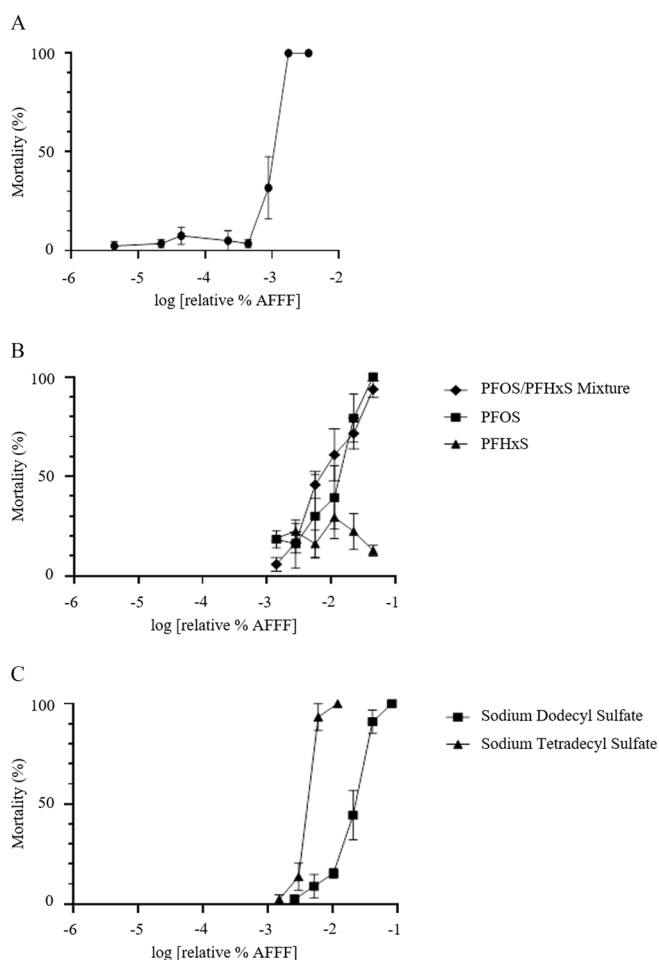 A
100
50
0
Mortality (%)
-6 -5 -4 -3 -2
log [relative % AFFF]
B
100
50
0
Mortality (%)
-6 -5 -4 -3 -2 -1
log [relative % AFFF]
PFOS/PFHxS Mixture
PFOS
PFHxS
C
100
50
0
Mortality (%)
-6 -5 -4 -3 -2 -1
log [relative % AFFF]
Sodium Dodecyl Sulfate
Sodium Tetradecyl Sulfate